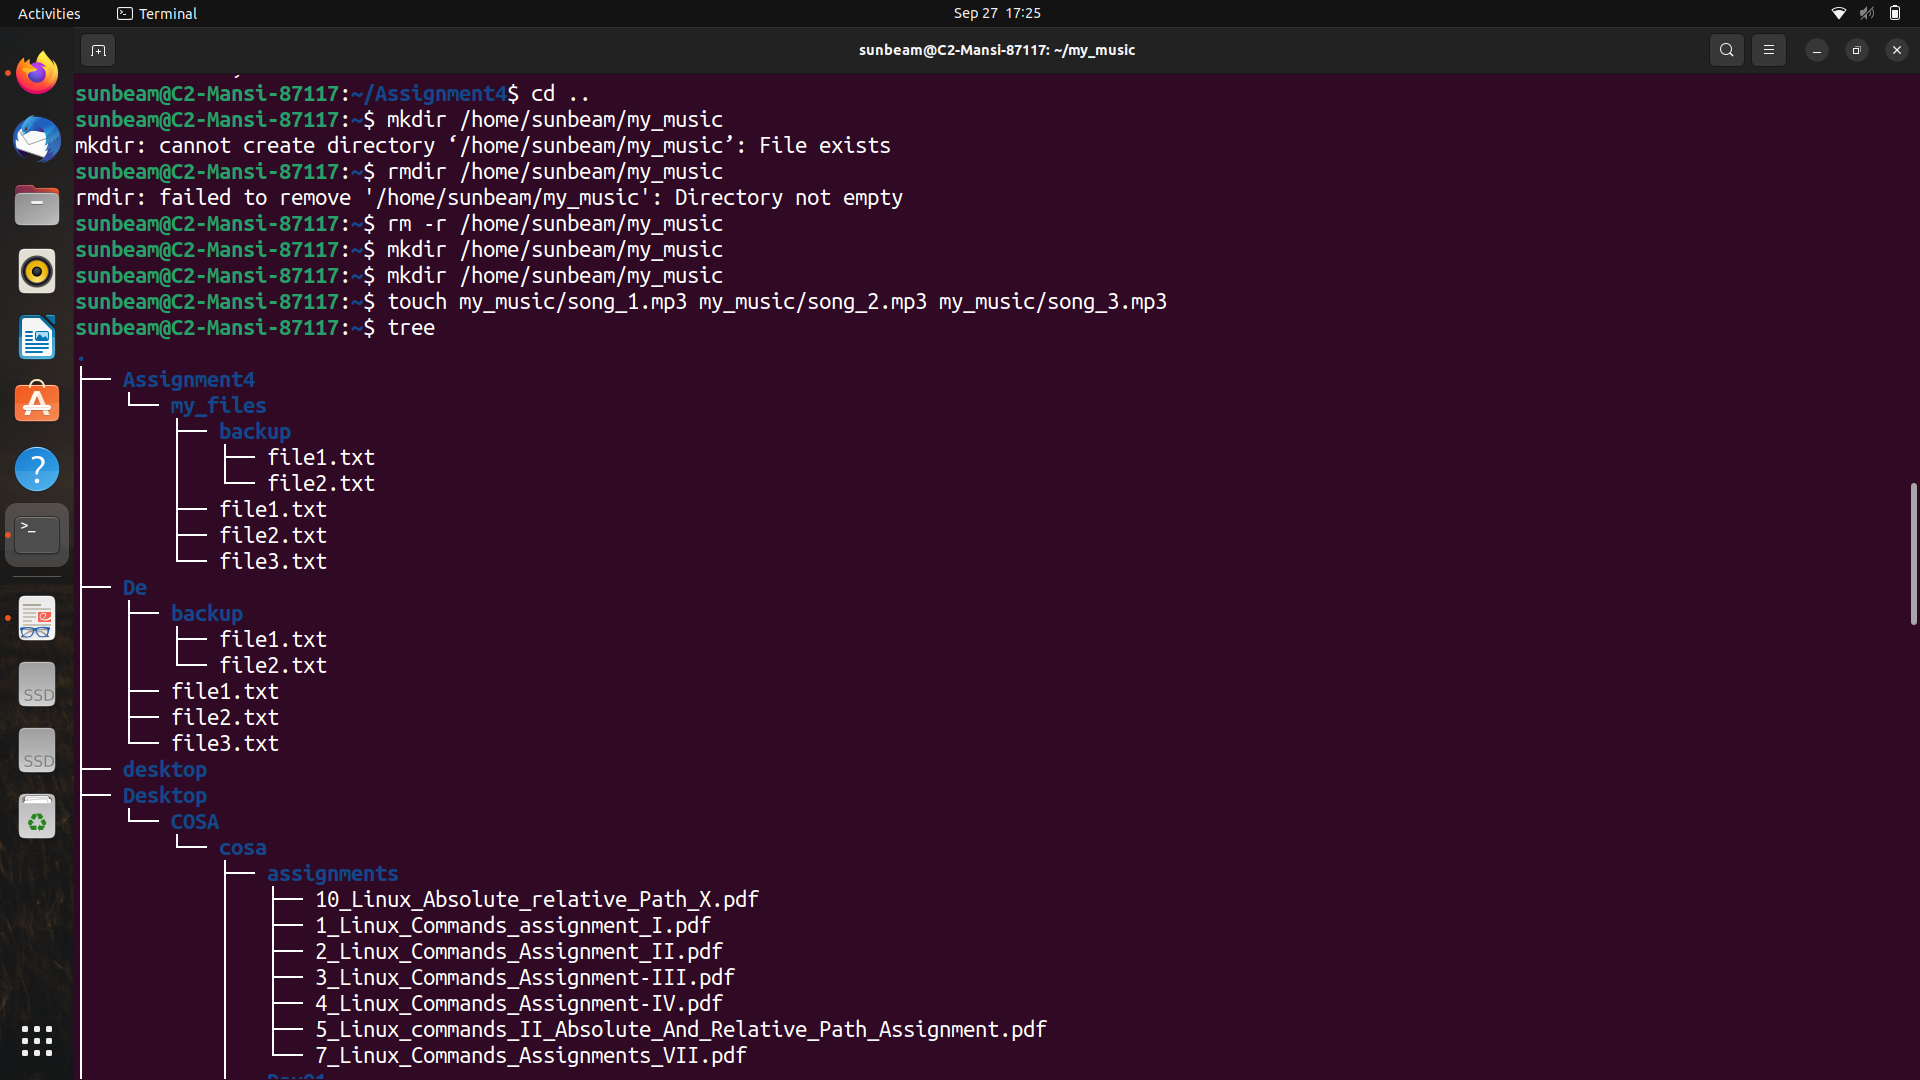 Activities
Terminal
Sep 27 17:25
sunbeam@C2-Mansi-87117: ~/my_music
sunbeam@C2-Mansi-87117:~/Assignment4$ cd ..
sunbeam@C2-Mansi-87117:~$ mkdir /home/sunbeam/my_music
mkdir: cannot create directory ‘/home/sunbeam/my_music’: File exists
sunbeam@C2-Mansi-87117:~$ rmdir /home/sunbeam/my_music
rmdir: failed to remove '/home/sunbeam/my_music': Directory not empty
sunbeam@C2-Mansi-87117:~$ rm -r /home/sunbeam/my_music
sunbeam@C2-Mansi-87117:~$ mkdir /home/sunbeam/my_music
sunbeam@C2-Mansi-87117:~$ mkdir /home/sunbeam/my_music
sunbeam@C2-Mansi-87117:~$ touch my_music/song_1.mp3 my_music/song_2.mp3 my_music/song_3.mp3
sunbeam@C2-Mansi-87117:~$ tree
.
├── Assignment4
│   └── my_files
│       ├── backup
│       │   ├── file1.txt
│       │   └── file2.txt
│       ├── file1.txt
│       ├── file2.txt
│       └── file3.txt
├── De
│   ├── backup
│   │   ├── file1.txt
│   │   └── file2.txt
│   ├── file1.txt
│   ├── file2.txt
│   └── file3.txt
├── desktop
├── Desktop
│   └── COSA
│       └── cosa
│           ├── assignments
│           │   ├── 10_Linux_Absolute_relative_Path_X.pdf
│           │   ├── 1_Linux_Commands_assignment_I.pdf
│           │   ├── 2_Linux_Commands_Assignment_II.pdf
│           │   ├── 3_Linux_Commands_Assignment-III.pdf
│           │   ├── 4_Linux_Commands_Assignment-IV.pdf
│           │   ├── 5_Linux_commands_II_Absolute_And_Relative_Path_Assignment.pdf
│           │   └── 7_Linux_Commands_Assignments_VII.pdf
SSD
SSD